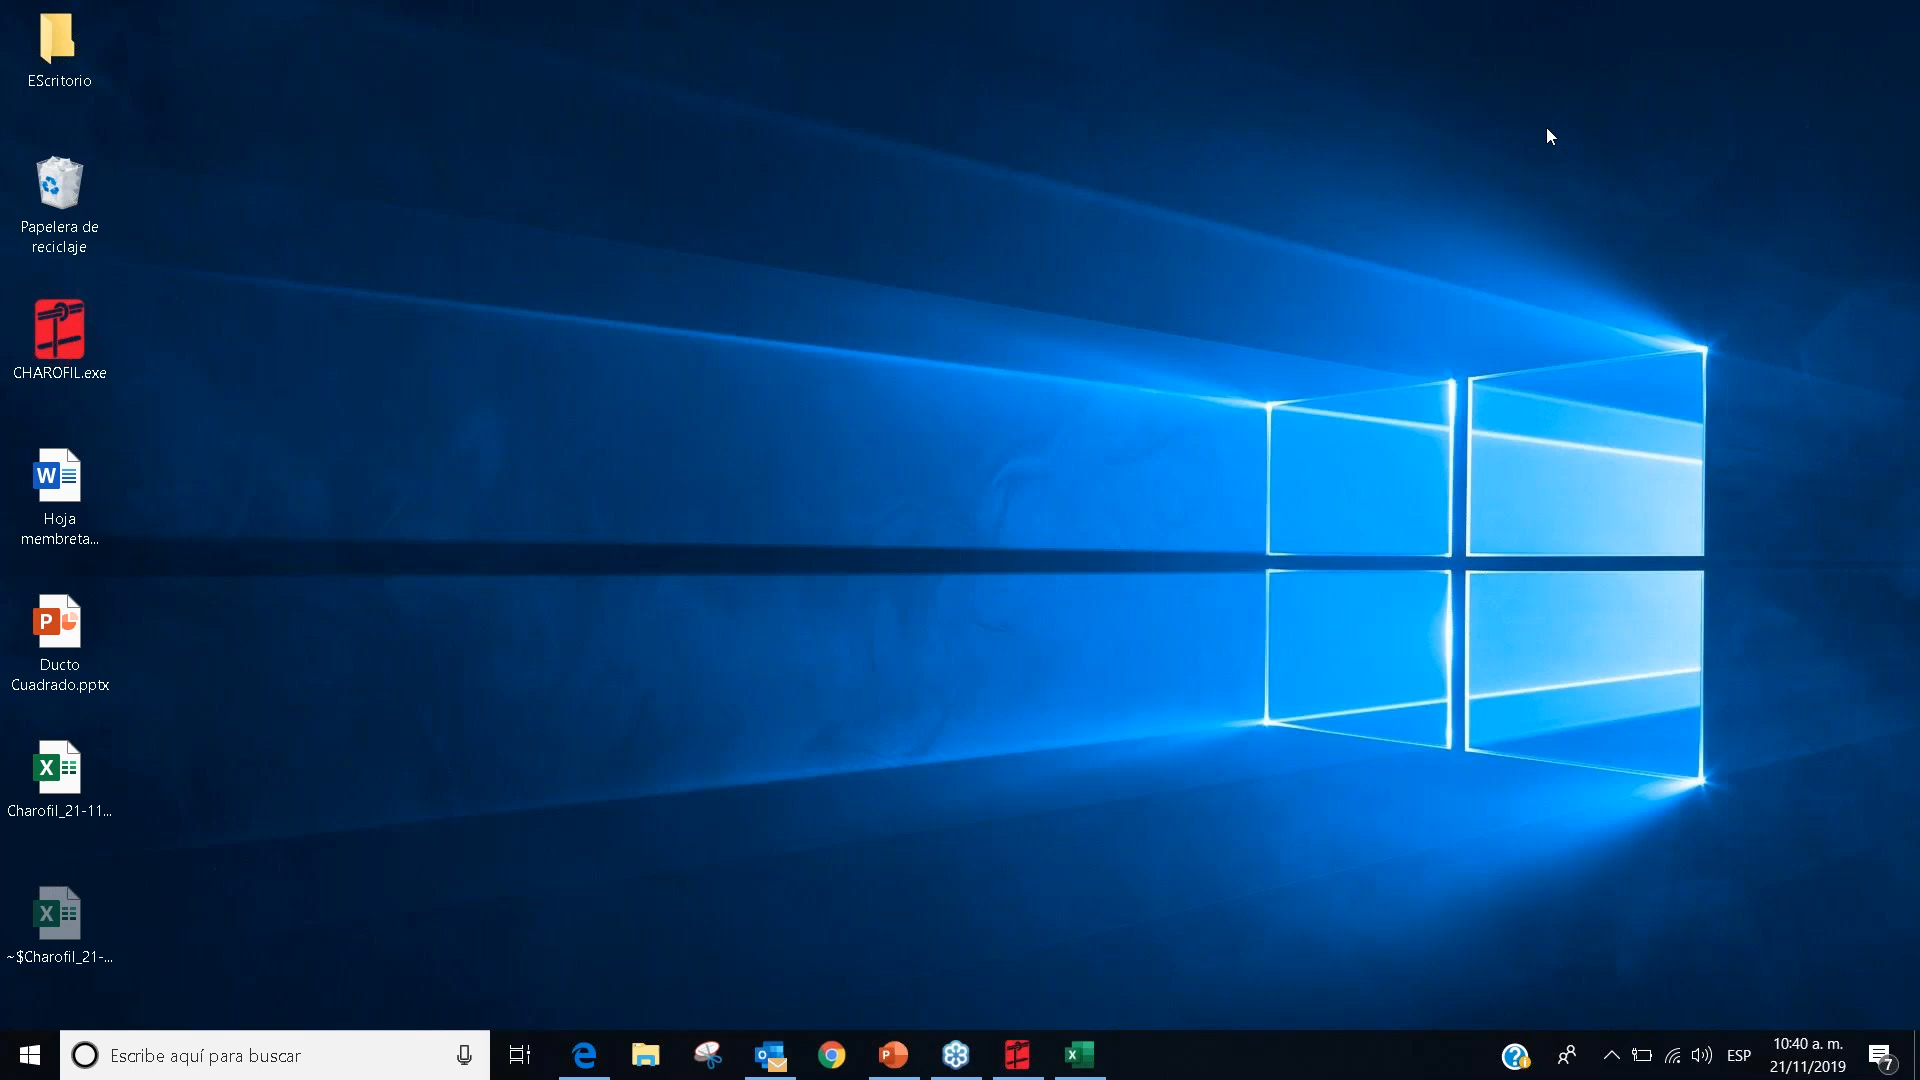 EScritorio
Papelera de
reciclaje
CHAROFIL.exe
W
Hoja
membreta...
P
Ducto
Cuadrado.pptx
X
Charofil_21-11...
X
~$Charofil_21-...
Escribe aquí para buscar
ESP
10:40 a. m.
21/11/2019
7